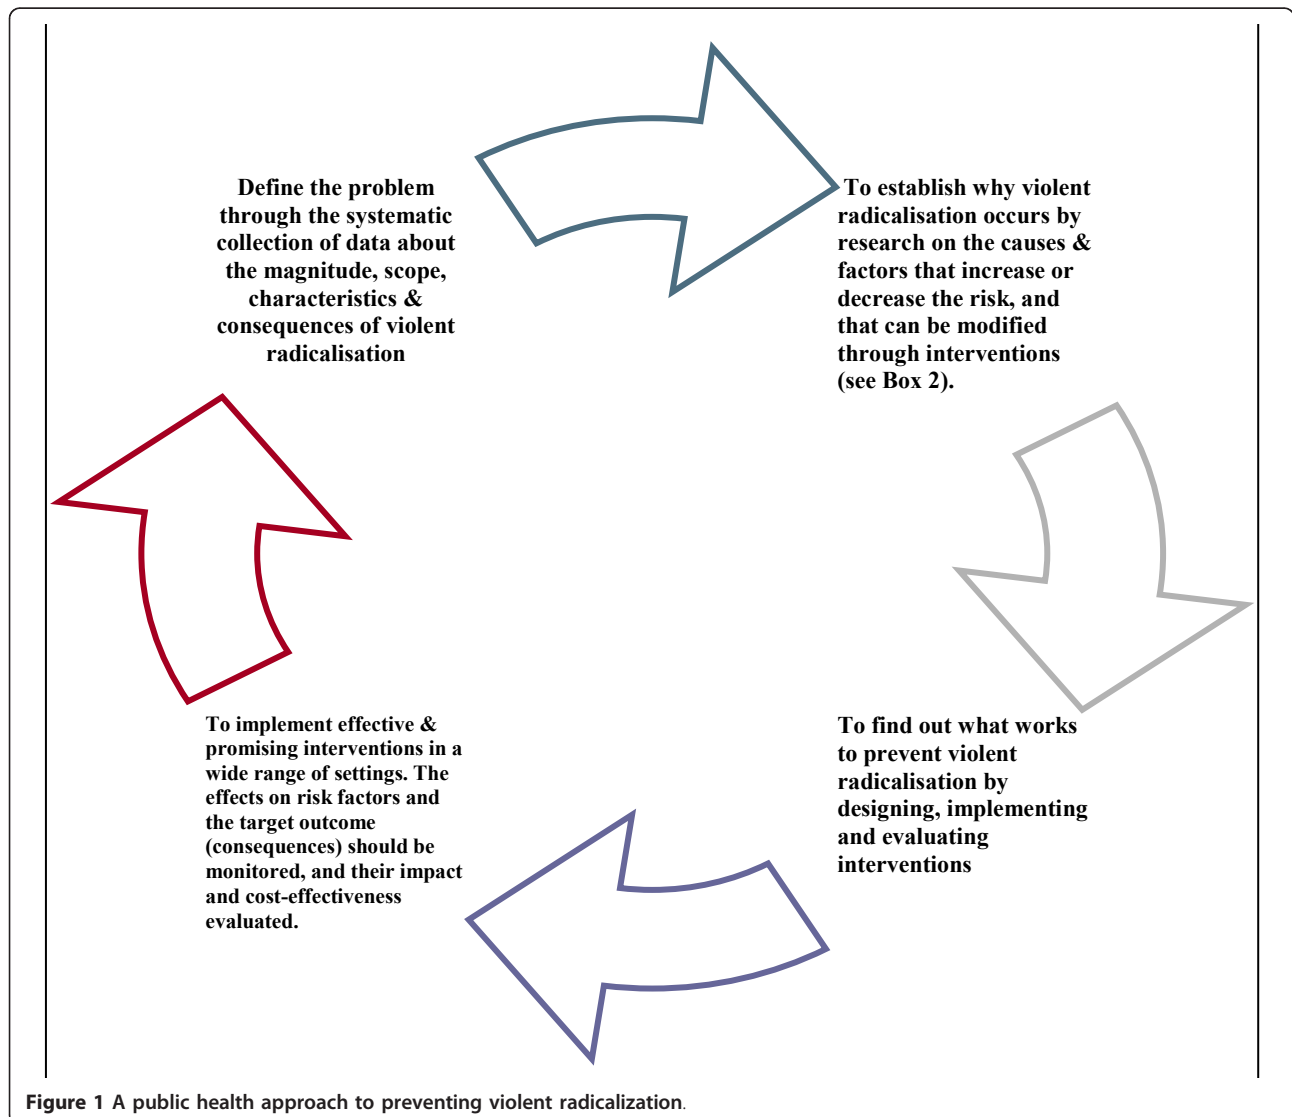 Define the problem
through the systematic
collection of data about
the magnitude, scope,
characteristics &
consequences of violent
radicalisation
To establish why violent
radicalisation occurs by
research on the causes &
factors that increase or
decrease the risk, and
that can be modified
through interventions
(see Box 2).
To find out what works
to prevent violent
radicalisation by
designing, implementing
and evaluating
interventions
To implement effective &
promising interventions in a
wide range of settings. The
effects on risk factors and
the target outcome
(consequences) should be
monitored, and their impact
and cost-effectiveness
evaluated.
Figure 1 A public health approach to preventing violent radicalization.